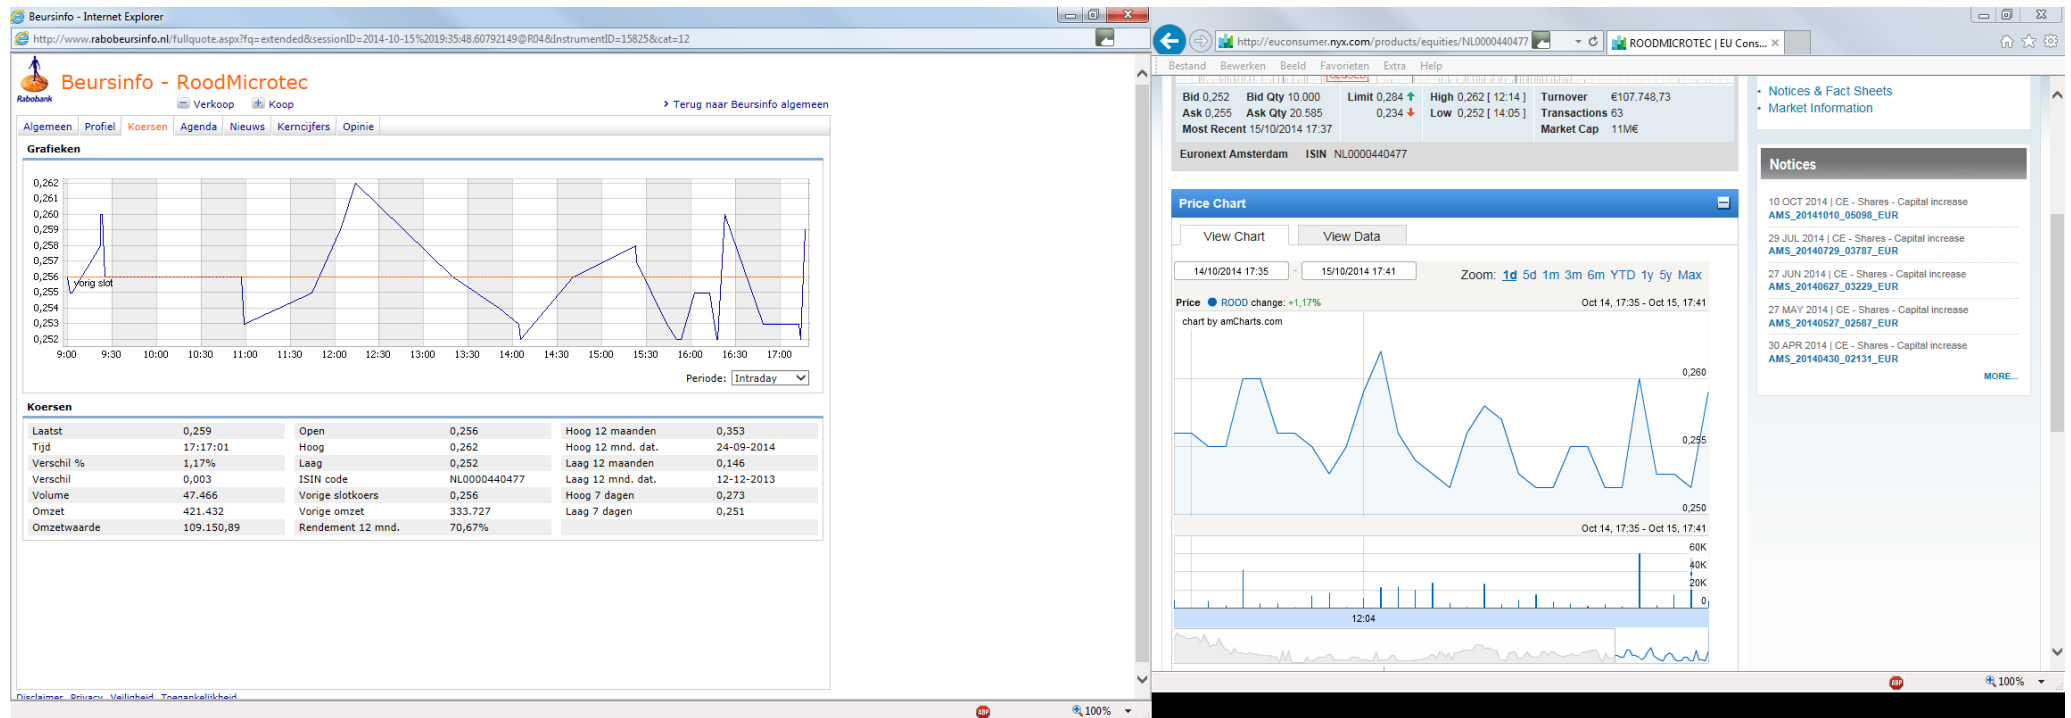 Beursinfo - Internet Explorer
http://www.rabobeursinfo.nl/fullquote.aspx?fq=extended&sessionID=2014-10-15%2019:35:48.60792149@R04&InstrumentID=15825&cat=12
Rabobank
Beursinfo - RoodMicrotec
Verkoop Koop
Terug naar Beursinfo algemeen
Algemeen Profiel Koersen Agenda Nieuws Kerncijfers Opinie
Grafieken
0,262
0,261
0,260
0,259
0,258
0,257
0,256
0,255
0,254
0,253
0,252
vorig slot
9:00 9:30 10:00 10:30 11:00 11:30 12:00 12:30 13:00 13:30 14:00 14:30 15:00 15:30 16:00 16:30 17:00
Periode: Intraday
Koersen
Laatst 0,259 Open 0,256 Hoog 12 maanden 0,353
Tijd 17:17:01 Hoog 0,262 Hoog 12 mnd. dat. 24-09-2014
Verschil % 1,17% Laag 0,252 Laag 12 maanden 0,146
Verschil 0,003 ISIN code NL0000440477 Laag 12 mnd. dat. 12-12-2013
Volume 47.466 Vorige slotkoers 0,256 Hoog 7 dagen 0,273
Omzet 421.432 Vorige omzet 333.727 Laag 7 dagen 0,251
Omzetwaarde 109.150,89 Rendement 12 mnd. 70,67%
Disclaimer Privacy Veiligheid Toegankelijkheid
ABP
100%
http://euconsumer.nyx.com/products/equities/NL0000440477
ROODMICROTEC | EU Cons...
Bestand Bewerken Beeld Favorieten Extra Help
CLOSED
Bid 0,252 Bid Qty 10.000 Limit 0,284 High 0,262 [ 12:14 ] Turnover €107.748,73
Ask 0,255 Ask Qty 20.585 0,234 Low 0,252 [ 14:05 ] Transactions 63
Most Recent 15/10/2014 17:37 Market Cap 11M€
Euronext Amsterdam ISIN NL0000440477
Price Chart
View Chart View Data
14/10/2014 17:35 - 15/10/2014 17:41
Zoom: 1d 5d 1m 3m 6m YTD 1y 5y Max
Price ROOD change: +1,17% Oct 14, 17:35 - Oct 15, 17:41
chart by amCharts.com
0,260
0,255
0,250
Oct 14, 17:35 - Oct 15, 17:41
60K
40K
20K
0
12:04
Notices & Fact Sheets
Market Information
Notices
10 OCT 2014 | CE - Shares - Capital increase
AMS_20141010_05098_EUR
29 JUL 2014 | CE - Shares - Capital increase
AMS_20140729_03787_EUR
27 JUN 2014 | CE - Shares - Capital increase
AMS_20140627_03229_EUR
27 MAY 2014 | CE - Shares - Capital increase
AMS_20140527_02587_EUR
30 APR 2014 | CE - Shares - Capital increase
AMS_20140430_02131_EUR
MORE...
ABP
100%